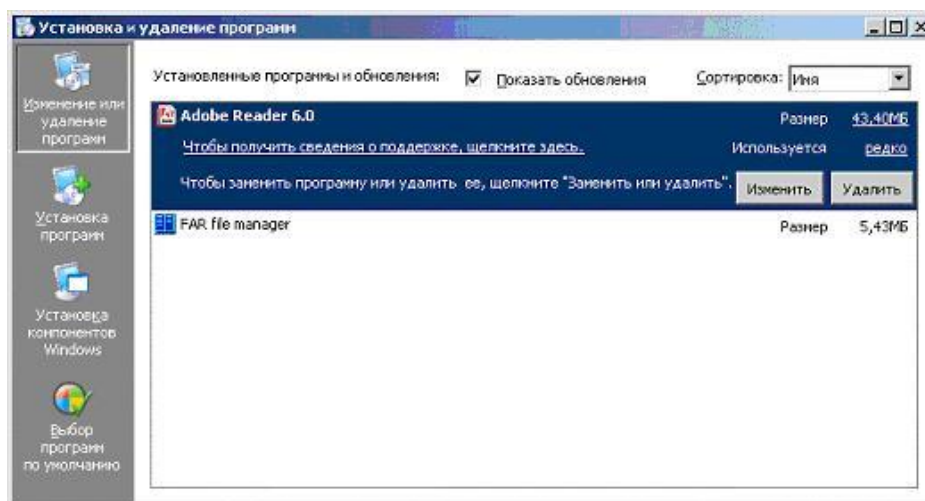 Установка и удаление программ
Установленные программы и обновления:
Показать обновления
Сортировка: Имя
Изменение или
удаление
программ
Установка
программ
Установка
компонентов
Windows
Выбор
программ
по умолчанию
Adobe Reader 6.0
Размер 43,40МБ
Чтобы получить сведения о поддержке, щелкните здесь.
Используется редко
Чтобы заменить программу или удалить ее, щелкните "Заменить или удалить".
Изменить
Удалить
FAR file manager
Размер 5,43МБ